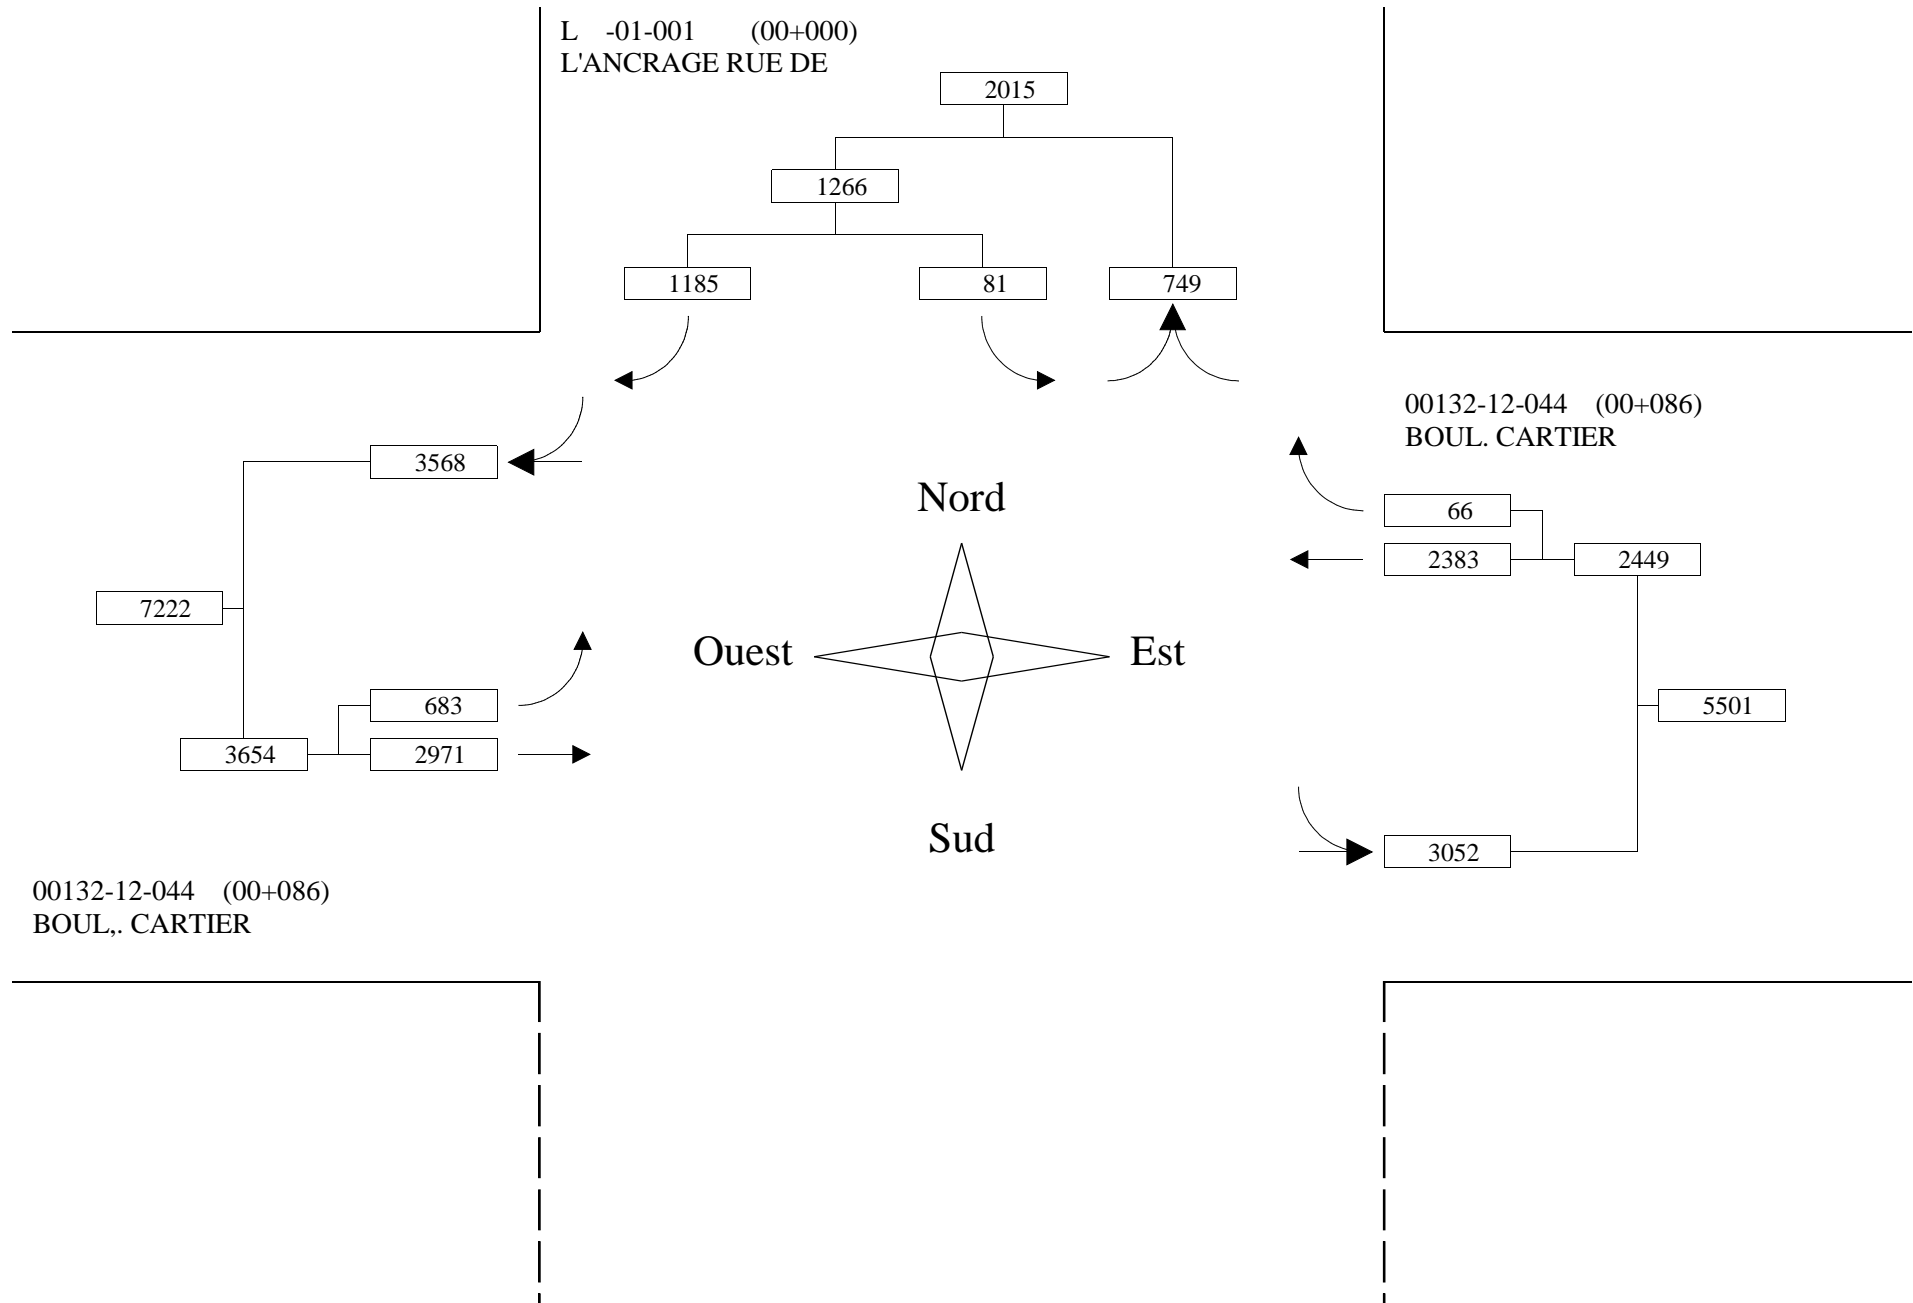 L -01-001 (00+000)
L'ANCRAGE RUE DE
2015
1266
1185 81 749
00132-12-044 (00+086)
BOUL. CARTIER
3568
Nord
66
2383 2449
7222
Ouest Est
683
5501
3654 2971
Sud
3052
00132-12-044 (00+086)
BOUL,. CARTIER